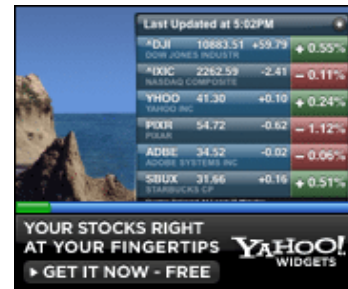 Last Updated at 5:02PM
^DJI 10883.51 +59.79 + 0.55%
DOW JONES INDUSTR
^IXIC 2262.59 -2.41 - 0.11%
NASDAQ COMPOSITE
YHOO 41.30 +0.10 + 0.24%
YAHOO INC
PIXR 54.72 -0.62 - 1.12%
PIXAR
ADBE 34.52 -0.02 - 0.06%
ADOBE SYSTEMS INC
SBUX 31.66 +0.16 + 0.51%
STARBUCKS CP
YOUR STOCKS RIGHT
AT YOUR FINGERTIPS
YAHOO!
WIDGETS
GET IT NOW - FREE